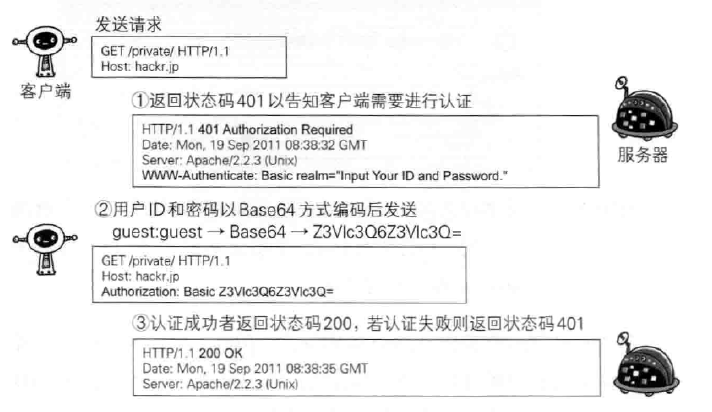 发送请求
GET /private/ HTTP/1.1
Host: hackr.jp
客户端
①返回状态码401以告知客户端需要进行认证
HTTP/1.1 401 Authorization Required
Date: Mon, 19 Sep 2011 08:38:32 GMT
Server: Apache/2.2.3 (Unix)
WWW-Authenticate: Basic realm="Input Your ID and Password."
服务器
②用户ID和密码以Base64方式编码后发送
guest:guest → Base64 → Z3Vlc3Q6Z3Vlc3Q=
GET /private/ HTTP/1.1
Host: hackr.jp
Authorization: Basic Z3Vlc3Q6Z3Vlc3Q=
③认证成功者返回状态码200，若认证失败则返回状态码401
HTTP/1.1 200 OK
Date: Mon, 19 Sep 2011 08:38:35 GMT
Server: Apache/2.2.3 (Unix)